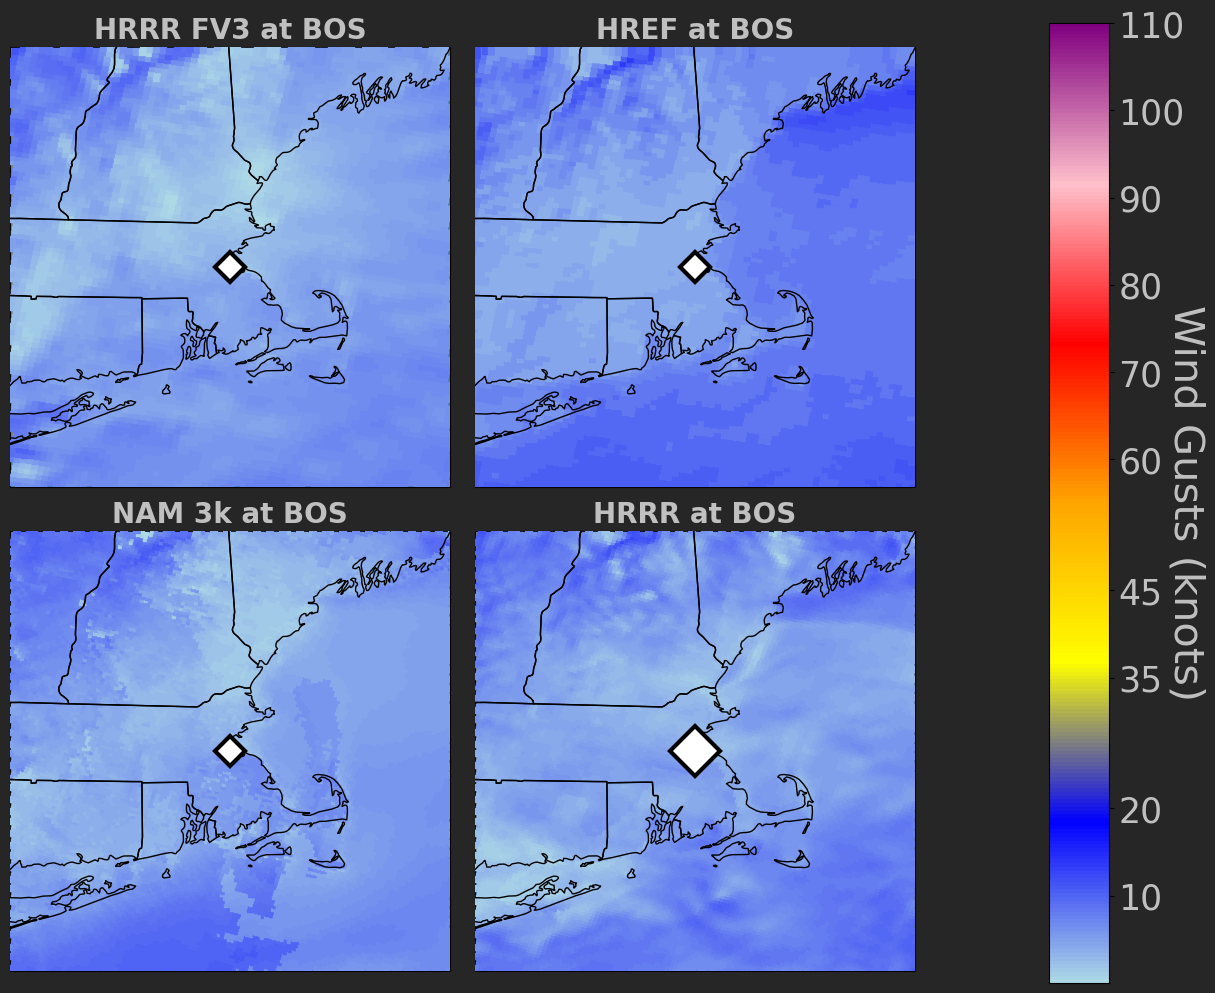 HRRR FV3 at BOS
HREF at BOS
NAM 3k at BOS
HRRR at BOS
110
100
90
80
70
60
45
35
20
10
Wind Gusts (knots)